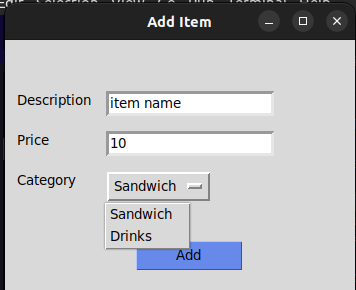 Add Item
Description item name
Price 10
Category Sandwich
Sandwich
Drinks
Add